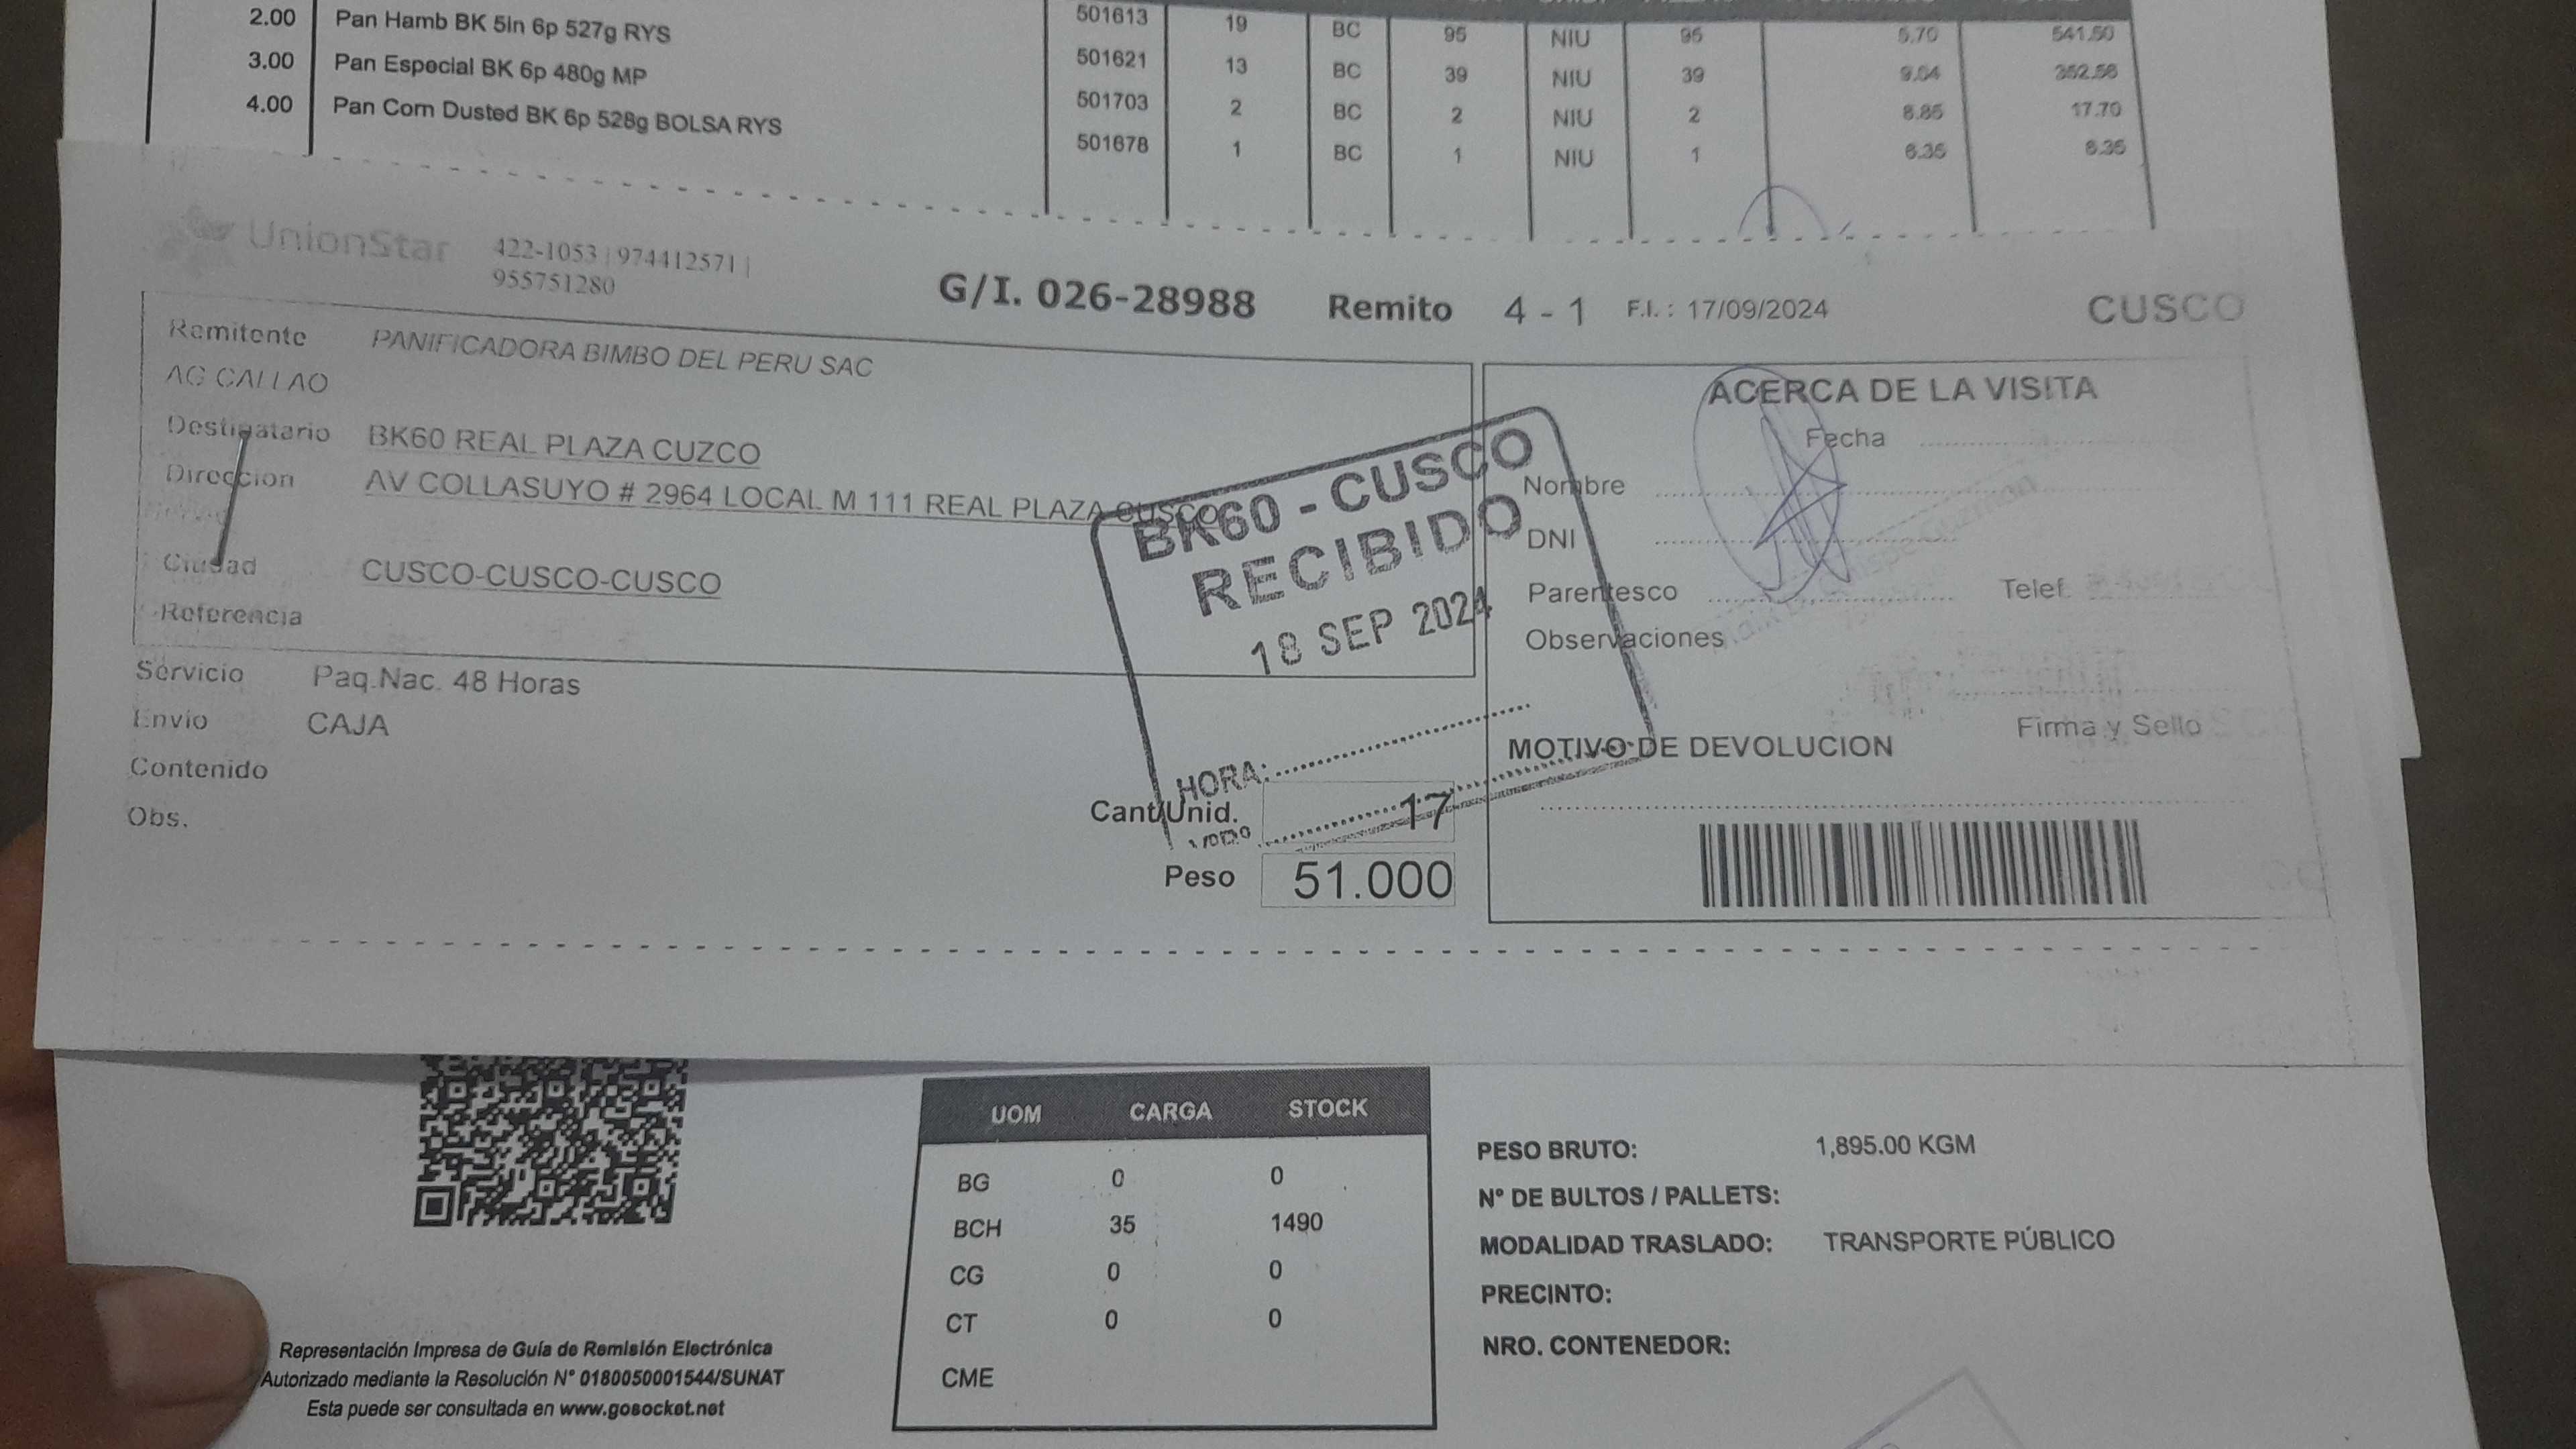 501613 19 BC 95 NIU 95 5.70 541.50
2.00 Pan Hamb BK 5in 6p 527g RYS 501621 13 BC 39 NIU 39 9.04 352.56
3.00 Pan Especial BK 6p 480g MP 501703 2 BC 2 NIU 2 8.85 17.70
4.00 Pan Corn Dusted BK 6p 528g BOLSA RYS 501678 1 BC 1 NIU 1 6.35 6.35
UnionStar
422-1053 | 974412571 |
955751280
G/I. 026-28988 Remito 4 - 1 F.I. : 17/09/2024 CUSCO
Remitente PANIFICADORA BIMBO DEL PERU SAC
AG CALLAO
Destinatario BK60 REAL PLAZA CUZCO
Direccion AV COLLASUYO # 2964 LOCAL M 111 REAL PLAZA CUSCO
Ciudad CUSCO-CUSCO-CUSCO
Referencia
Servicio Paq.Nac. 48 Horas
Envio CAJA
Contenido
Obs.
BK60 - CUSCO
RECIBIDO
18 SEP 2024
HORA:
Cant/Unid. 17
Peso 51.000
ACERCA DE LA VISITA
Fecha
Nombre
DNI
Parentesco Telef.
Observaciones
Firma y Sello
MOTIVO DE DEVOLUCION
UOM CARGA STOCK
BG 0 0
BCH 35 1490
CG 0 0
CT 0 0
CME
PESO BRUTO: 1,895.00 KGM
N° DE BULTOS / PALLETS:
MODALIDAD TRASLADO: TRANSPORTE PÚBLICO
PRECINTO:
NRO. CONTENEDOR:
Representación Impresa de Guía de Remisión Electrónica
Autorizado mediante la Resolución N° 0180050001544/SUNAT
Esta puede ser consultada en www.gosocket.net